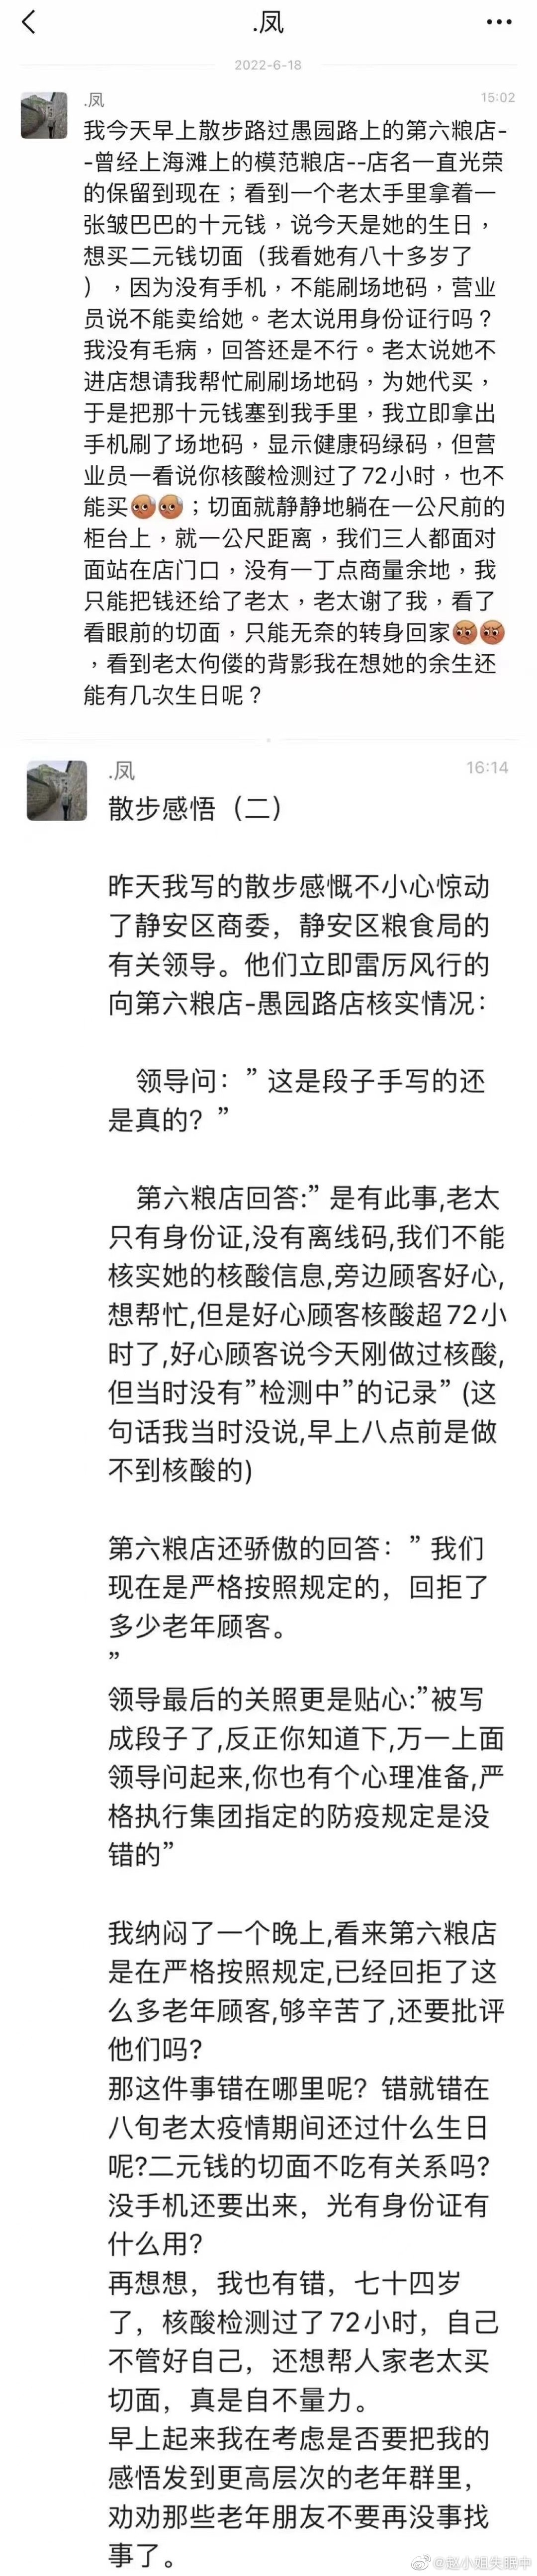 .凤
2022-6-18
.凤
15:02
我今天早上散步路过愚园路上的第六粮店-
-曾经上海滩上的模范粮店--店名一直光荣
的保留到现在；看到一个老太手里拿着一
张皱巴巴的十元钱，说今天是她的生日，
想买二元钱切面（我看她有八十多岁了
），因为没有手机，不能刷场地码，营业
员说不能卖给她。老太说用身份证行吗？
我没有毛病，回答还是不行。老太说她不
进店想请我帮忙刷刷场地码，为她代买，
于是把那十元钱塞到我手里，我立即拿出
手机刷了场地码，显示健康码绿码，但营
业员一看说你核酸检测过了72小时，也不
能买；切面就静静地躺在一公尺前的
柜台上，就一公尺距离，我们三人都面对
面站在店门口，没有一丁点商量余地，我
只能把钱还给了老太，老太谢了我，看了
看眼前的切面，只能无奈的转身回家
，看到老太佝偻的背影我在想她的余生还
能有几次生日呢？
.凤
16:14
散步感悟（二）
昨天我写的散步感慨不小心惊动
了静安区商委，静安区粮食局的
有关领导。他们立即雷厉风行的
向第六粮店-愚园路店核实情况：
领导问：” 这是段子手写的还
是真的？”
第六粮店回答:” 是有此事,老太
只有身份证,没有离线码,我们不能
核实她的核酸信息,旁边顾客好心,
想帮忙,但是好心顾客核酸超72小
时了,好心顾客说今天刚做过核酸,
但当时没有”检测中”的记录” (这
句话我当时没说,早上八点前是做
不到核酸的)
第六粮店还骄傲的回答：” 我们
现在是严格按照规定的，回拒了
多少老年顾客。
”
领导最后的关照更是贴心:”被写
成段子了,反正你知道下,万一上面
领导问起来,你也有个心理准备,严
格执行集团指定的防疫规定是没
错的”
我纳闷了一个晚上,看来第六粮店
是在严格按照规定,已经回拒了这
么多老年顾客,够辛苦了,还要批评
他们吗?
那这件事错在哪里呢？错就错在
八旬老太疫情期间还过什么生日
呢?二元钱的切面不吃有关系吗?
没手机还要出来，光有身份证有
什么用?
再想想，我也有错，七十四岁
了，核酸检测过了72小时，自己
不管好自己，还想帮人家老太买
切面，真是自不量力。
早上起来我在考虑是否要把我的
感悟发到更高层次的老年群里，
劝劝那些老年朋友不要再没事找
事了。
@赵小姐失睡中